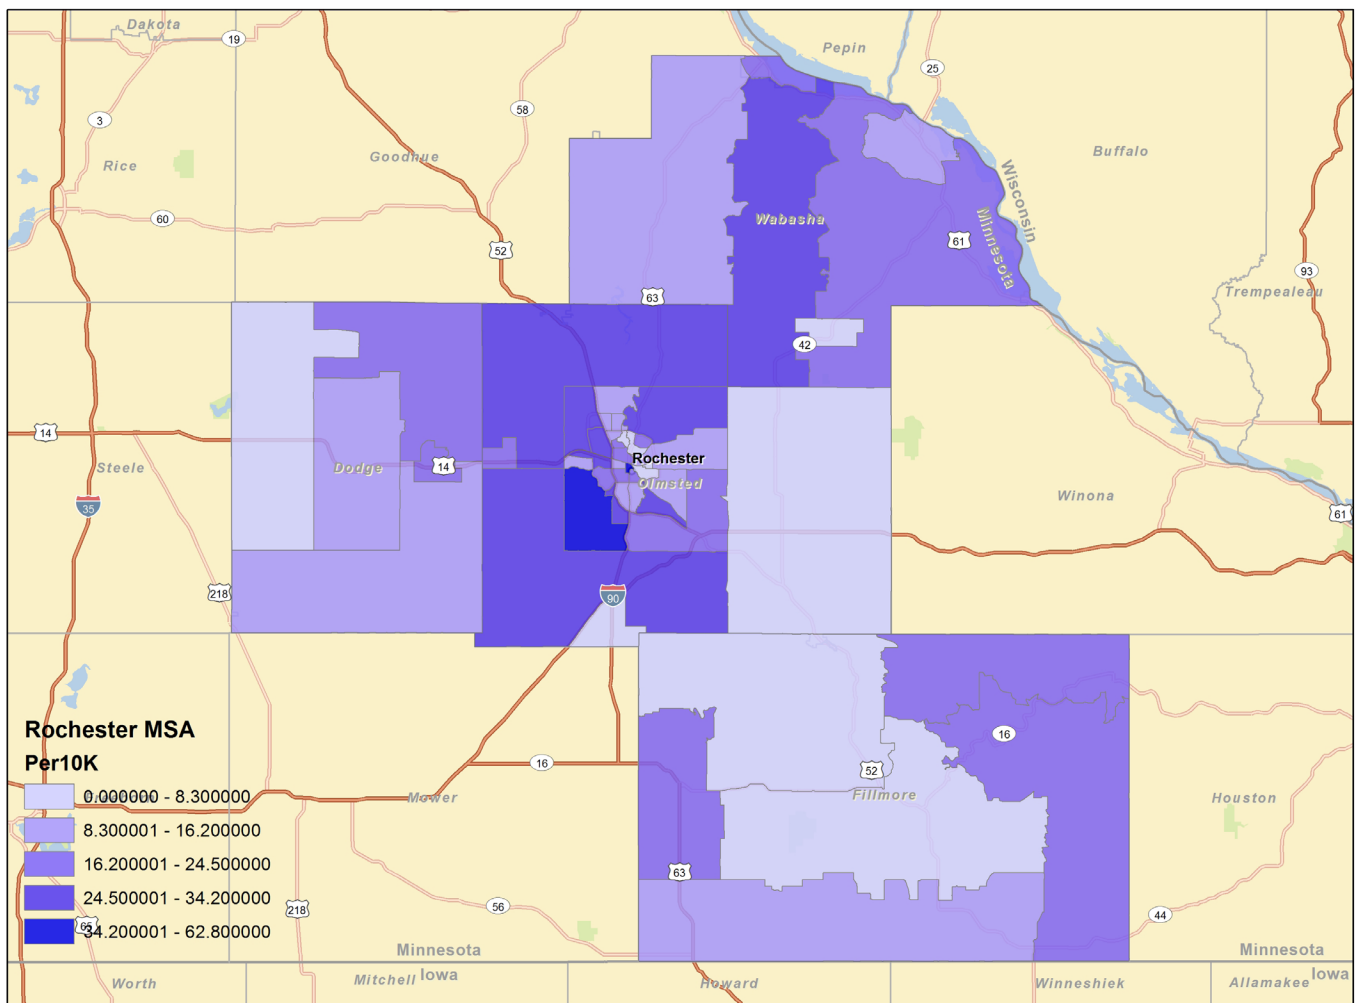 Dakota
19
Pepin
25
58
3
Rice
Goodhue
Buffalo
Wisconsin
60
Wabasha
Minnesota
52
61
63
93
Trempealeau
42
14
Rochester
Steele
Dodge
14
Olmsted
Winona
35
61
218
90
Rochester MSA
Per10K
16
16
52
0.000000 - 8.300000
Mower
Fillmore
Houston
8.300001 - 16.200000
16.200001 - 24.500000
63
24.500001 - 34.200000
218
56
44
65
34.200001 - 62.800000
Minnesota
Minnesota
Iowa
Iowa
Worth
Mitchell
Howard
Winneshiek
Allamakee